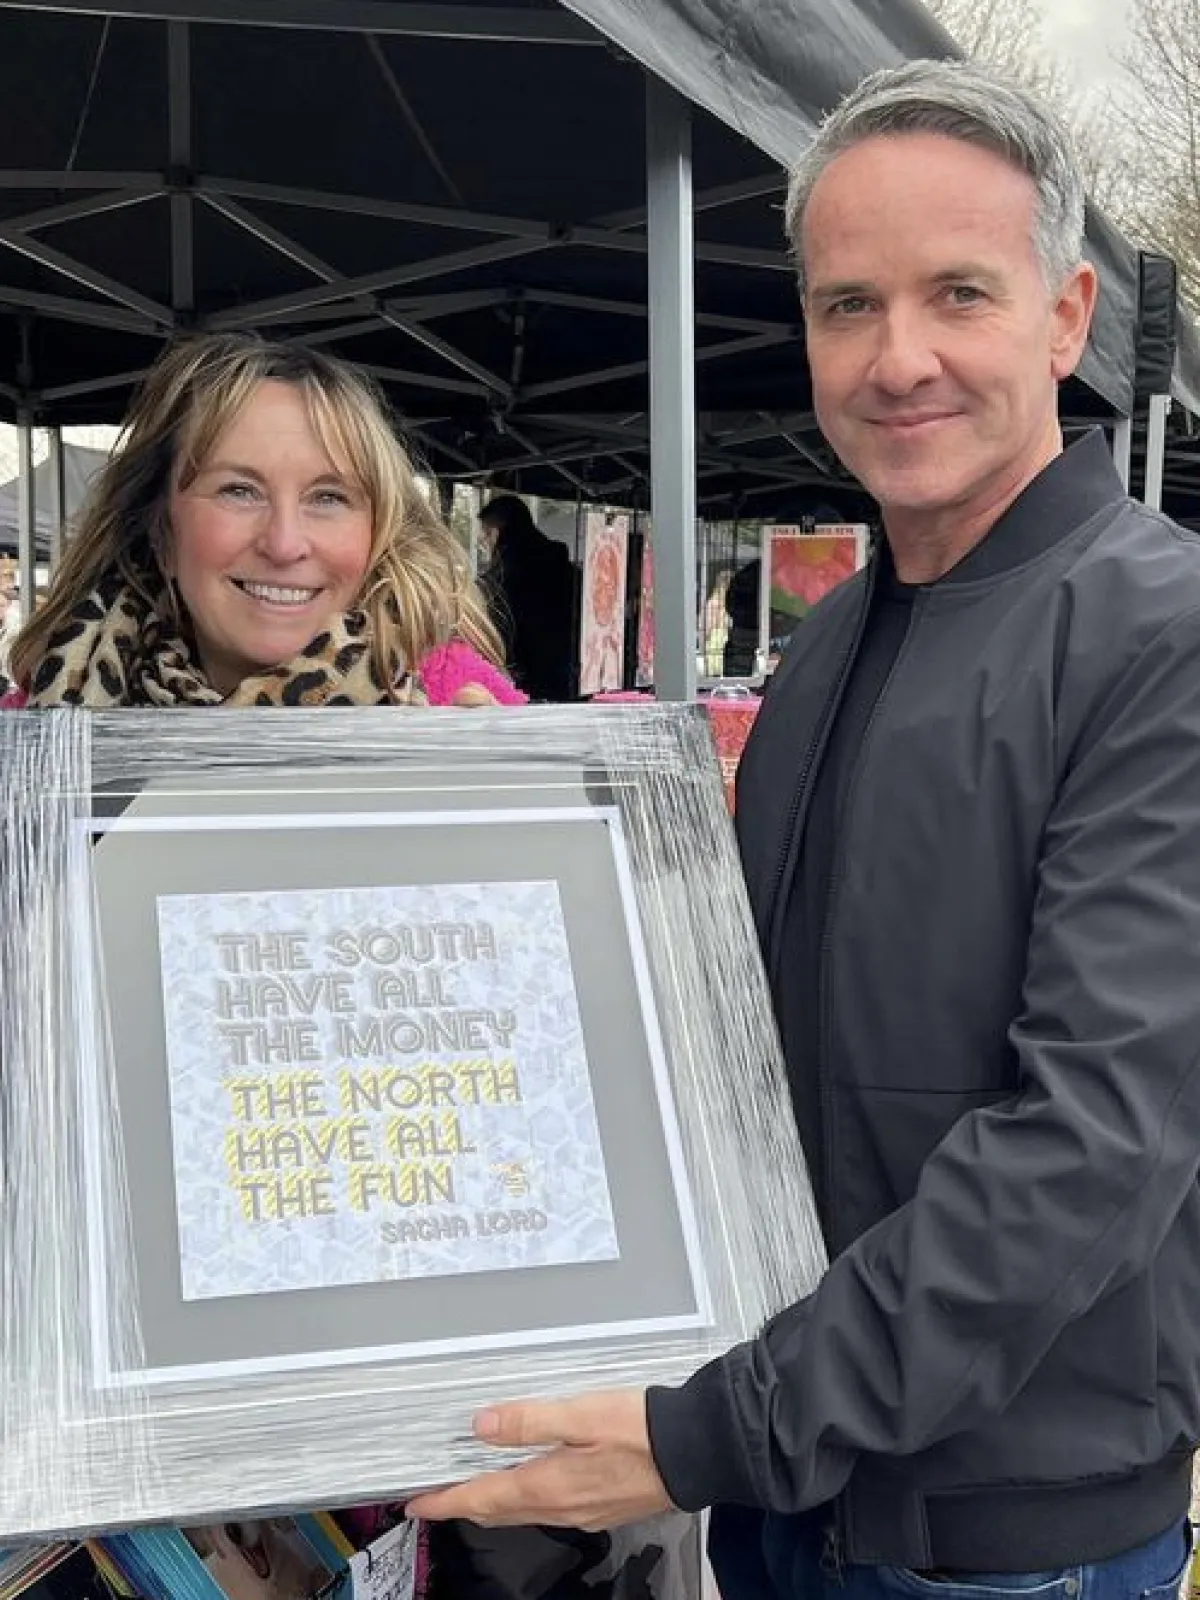 THE SOUTH
HAVE ALL
THE MONEY
THE NORTH
HAVE ALL
THE FUN
SACHA LORD